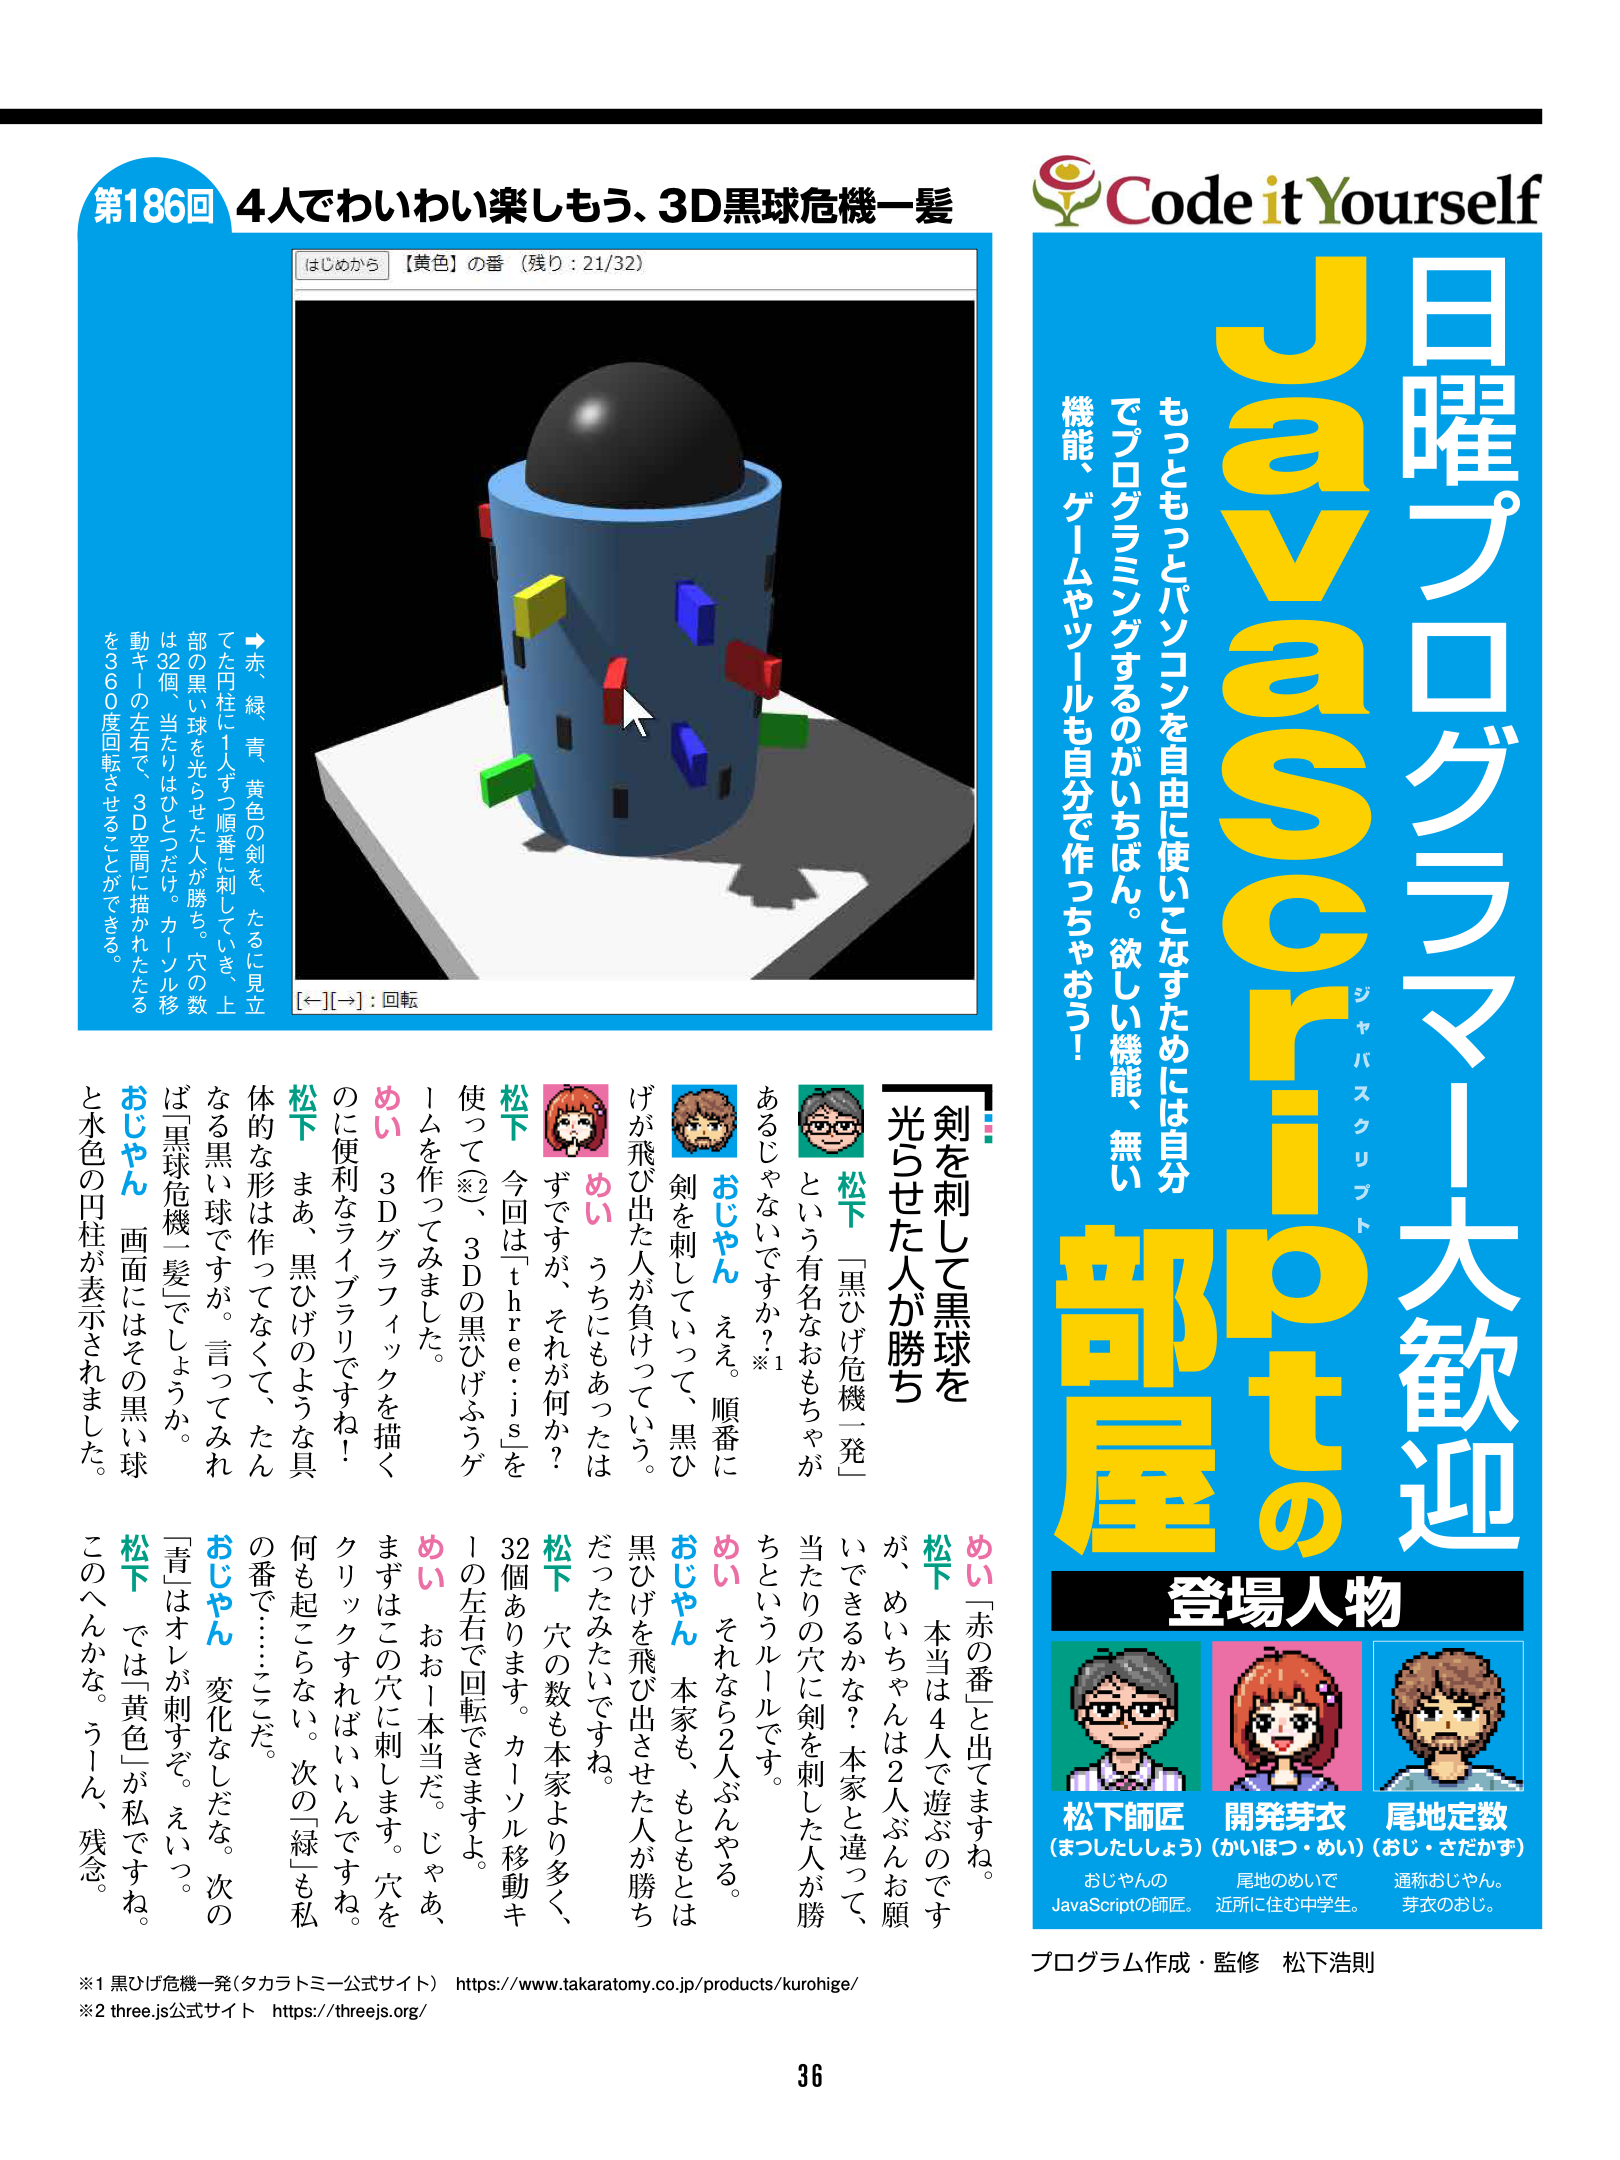 Code it Yourself
日曜プログラマー大歓迎
JavaScriptの
ジャバスクリプト
部屋
もっともっとパソコンを自由に使いこなすためには自分
でプログラミングするのがいちばん。欲しい機能、無い
機能、ゲームやツールも自分で作っちゃおう！
登場人物
松下師匠
(まつしたししょう)
おじやんの
JavaScriptの師匠。
開発芽衣
(かいほつ・めい)
尾地のめいで
近所に住む中学生。
尾地定数
(おじ・さだかず)
通称おじやん。
芽衣のおじ。
プログラム作成・監修　松下浩則
第186回
4人でわいわい楽しもう、3D黒球危機一髪
はじめから 【黄色】の番 （残り：21/32）
[←][→]：回転
➡赤、緑、青、黄色の剣を、たるに見立
てた円柱に1人ずつ順番に刺していき、上
部の黒い球を光らせた人が勝ち。穴の数
は32個、当たりはひとつだけ。カーソル移
動キーの左右で、3D空間に描かれたたる
を360度回転させることができる。
剣を刺して黒球を
光らせた人が勝ち
松下　「黒ひげ危機一発」
という有名なおもちゃが
あるじゃないですか？※1
おじやん　ええ。順番に
剣を刺していって、黒ひ
げが飛び出た人が負けっていう。
めい　うちにもあったは
ずですが、それが何か？
松下　今回は「three.js」を
使って（※2）、3Dの黒ひげふうゲ
ームを作ってみました。
めい　3Dグラフィックを描く
のに便利なライブラリですね！
松下　まあ、黒ひげのような具
体的な形は作ってなくて、たん
なる黒い球ですが。言ってみれ
ば「黒球危機一髪」でしょうか。
おじやん　画面にはその黒い球
と水色の円柱が表示されました。
めい　「赤の番」と出てますね。
松下　本当は4人で遊ぶのです
が、めいちゃんは2人ぶんお願
いできるかな？本家と違って、
当たりの穴に剣を刺した人が勝
ちというルールです。
めい　それなら2人ぶんやる。
おじやん　本家も、もともとは
黒ひげを飛び出させた人が勝ち
だったみたいですね。
松下　穴の数も本家より多く、
32個あります。カーソル移動キ
ーの左右で回転できますよ。
めい　おおー本当だ。じゃあ、
まずはこの穴に刺します。穴を
クリックすればいいんですね。
何も起こらない。次の「緑」も私
の番で……ここだ。
おじやん　変化なしだな。次の
「青」はオレが刺すぞ。えいっ。
松下　では「黄色」が私ですね。
このへんかな。うーん、残念。
※1 黒ひげ危機一発（タカラトミー公式サイト）　https://www.takaratomy.co.jp/products/kurohige/
※2 three.js公式サイト　https://threejs.org/
36